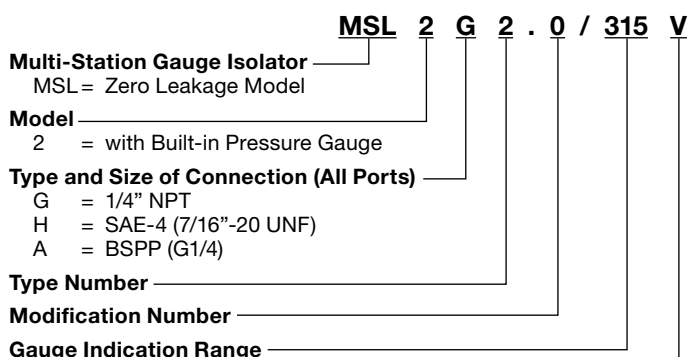 MSL 2 G 2 . 0 / 315 V
Multi-Station Gauge Isolator
MSL = Zero Leakage Model
Model
2 = with Built-in Pressure Gauge
Type and Size of Connection (All Ports)
G = 1/4" NPT
H = SAE-4 (7/16"-20 UNF)
A = BSPP (G1/4)
Type Number
Modification Number
Gauge Indication Range